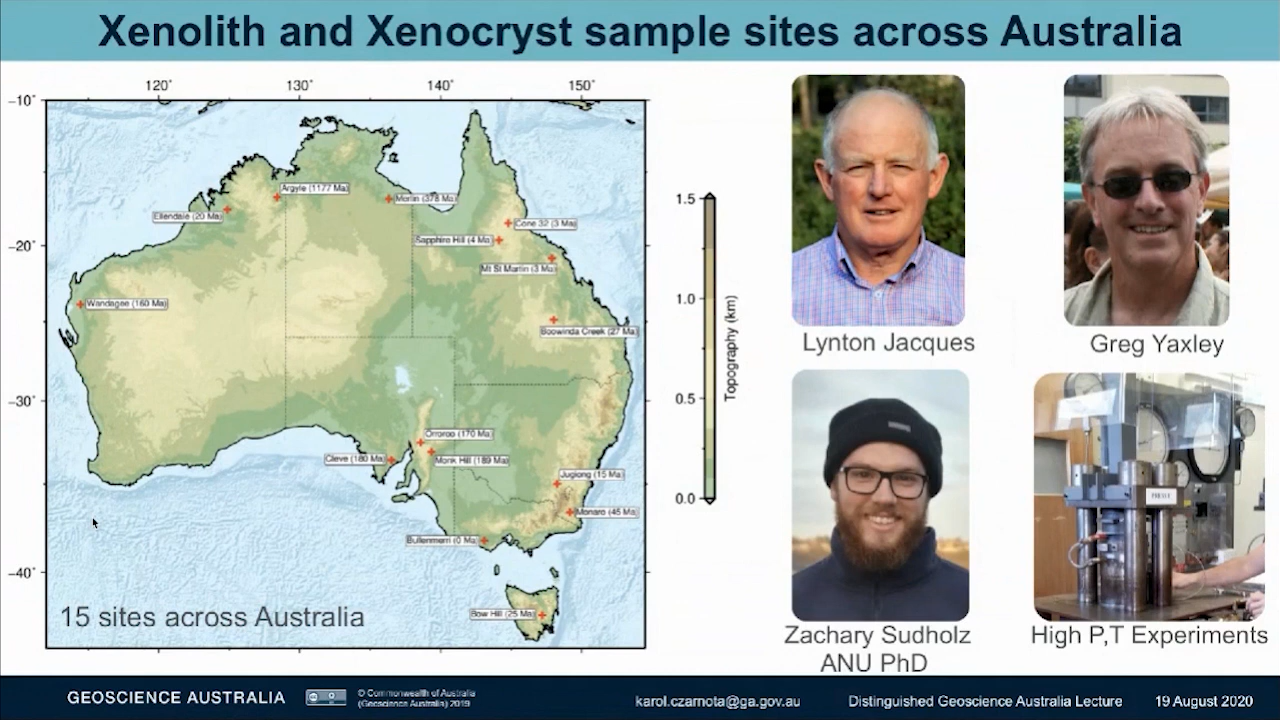 Xenolith and Xenocryst sample sites across Australia
120° 130° 140° 150°
-10°
-20°
-30°
-40°
Argyle (1177 Ma)
Merlin (378 Ma)
Ellendale (20 Ma)
Cone 32 (3 Ma)
Sapphire Hill (4 Ma)
Mt St Martin (3 Ma)
Wandagee (160 Ma)
Boowinda Creek (27 Ma)
Orroroo (170 Ma)
Cleve (180 Ma)
Monk Hill (189 Ma)
Jugiong (15 Ma)
Monaro (45 Ma)
Bullenmerri (0 Ma)
Bow Hill (25 Ma)
15 sites across Australia
1.5
1.0
0.5
0.0
Topography (km)
Lynton Jacques
Greg Yaxley
Zachary Sudholz
ANU PhD
High P,T Experiments
GEOSCIENCE AUSTRALIA
© Commonwealth of Australia
(Geoscience Australia) 2019
karol.czarnota@ga.gov.au
Distinguished Geoscience Australia Lecture
19 August 2020